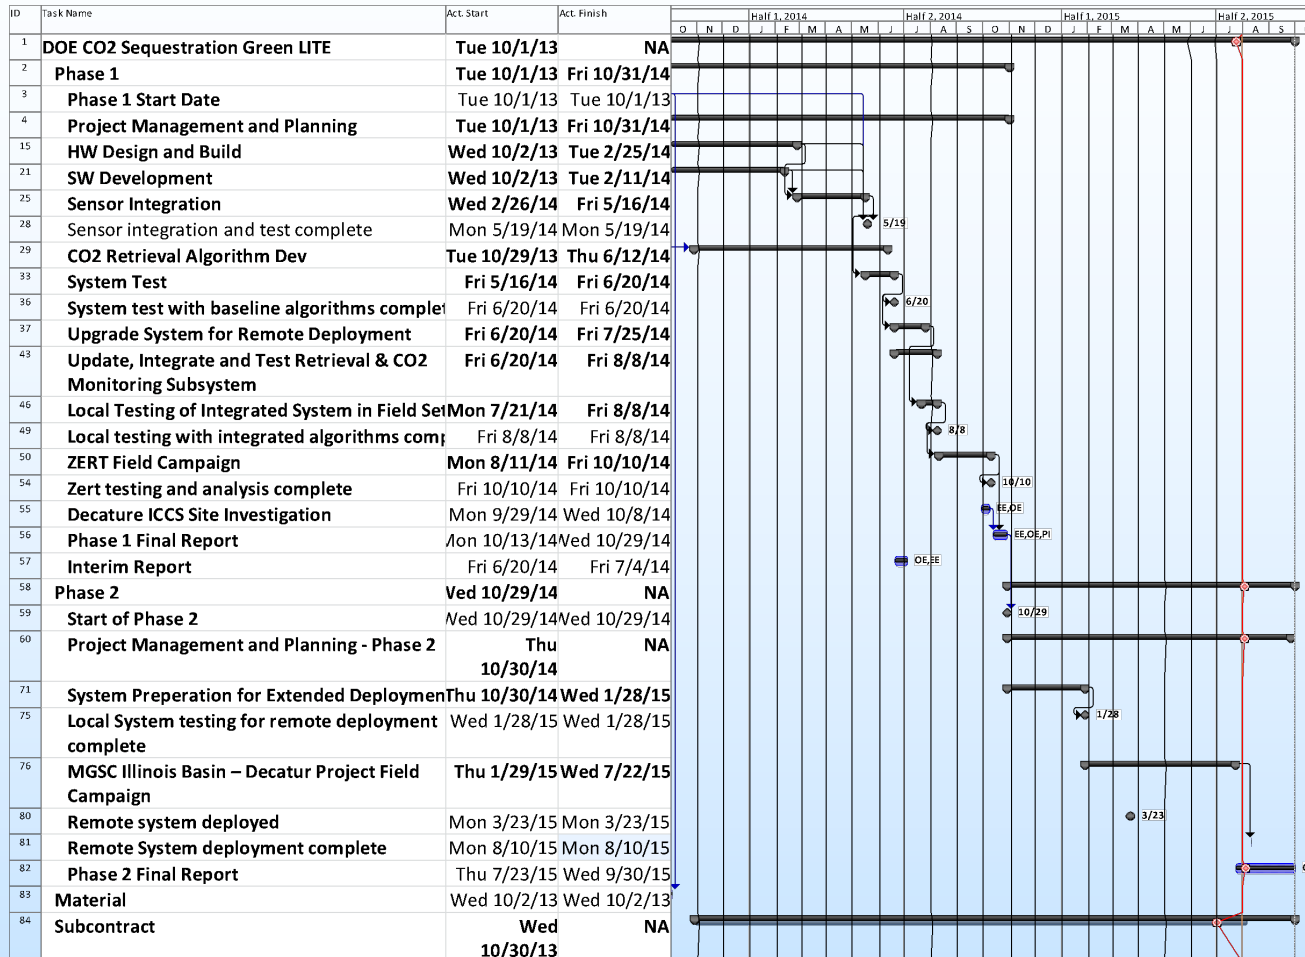 ID Task Name Act. Start Act. Finish Half 1, 2014 Half 2, 2014 Half 1, 2015 Half 2, 2015
O N D J F M A M J J A S O N D J F M A M J J A S
1 DOE CO2 Sequestration Green LITE Tue 10/1/13 NA
2 Phase 1 Tue 10/1/13 Fri 10/31/14
3 Phase 1 Start Date Tue 10/1/13 Tue 10/1/13
4 Project Management and Planning Tue 10/1/13 Fri 10/31/14
15 HW Design and Build Wed 10/2/13 Tue 2/25/14
21 SW Development Wed 10/2/13 Tue 2/11/14
25 Sensor Integration Wed 2/26/14 Fri 5/16/14
28 Sensor integration and test complete Mon 5/19/14 Mon 5/19/14 5/19
29 CO2 Retrieval Algorithm Dev Tue 10/29/13 Thu 6/12/14
33 System Test Fri 5/16/14 Fri 6/20/14
36 System test with baseline algorithms complet Fri 6/20/14 Fri 6/20/14 6/20
37 Upgrade System for Remote Deployment Fri 6/20/14 Fri 7/25/14
43 Update, Integrate and Test Retrieval & CO2 Fri 6/20/14 Fri 8/8/14
Monitoring Subsystem
46 Local Testing of Integrated System in Field Set Mon 7/21/14 Fri 8/8/14
49 Local testing with integrated algorithms comp Fri 8/8/14 Fri 8/8/14 8/8
50 ZERT Field Campaign Mon 8/11/14 Fri 10/10/14
54 Zert testing and analysis complete Fri 10/10/14 Fri 10/10/14 10/10
55 Decature ICCS Site Investigation Mon 9/29/14 Wed 10/8/14 EE,OE
56 Phase 1 Final Report Mon 10/13/14 Wed 10/29/14 EE,OE,PI
57 Interim Report Fri 6/20/14 Fri 7/4/14 OE,EE
58 Phase 2 Wed 10/29/14 NA
59 Start of Phase 2 Wed 10/29/14 Wed 10/29/14 10/29
60 Project Management and Planning - Phase 2 Thu NA
10/30/14
71 System Preperation for Extended Deploymen Thu 10/30/14 Wed 1/28/15
75 Local System testing for remote deployment Wed 1/28/15 Wed 1/28/15 1/28
complete
76 MGSC Illinois Basin – Decatur Project Field Thu 1/29/15 Wed 7/22/15
Campaign
80 Remote system deployed Mon 3/23/15 Mon 3/23/15 3/23
81 Remote System deployment complete Mon 8/10/15 Mon 8/10/15
82 Phase 2 Final Report Thu 7/23/15 Wed 9/30/15
83 Material Wed 10/2/13 Wed 10/2/13
84 Subcontract Wed NA
10/30/13